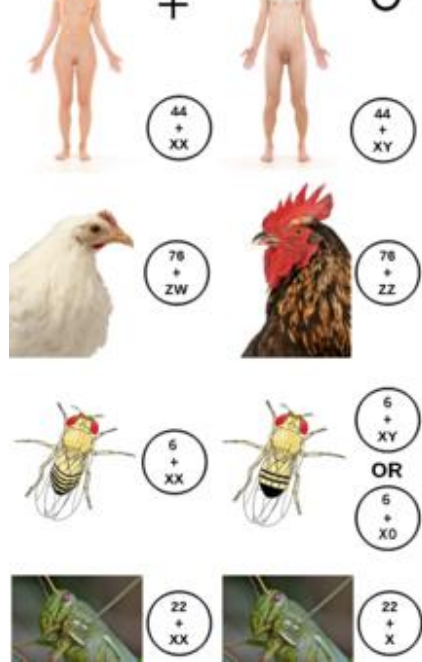 44
+
XX
44
+
XY
76
+
ZW
76
+
ZZ
6
+
XX
6
+
XY
OR
6
+
X0
22
+
XX
22
+
X